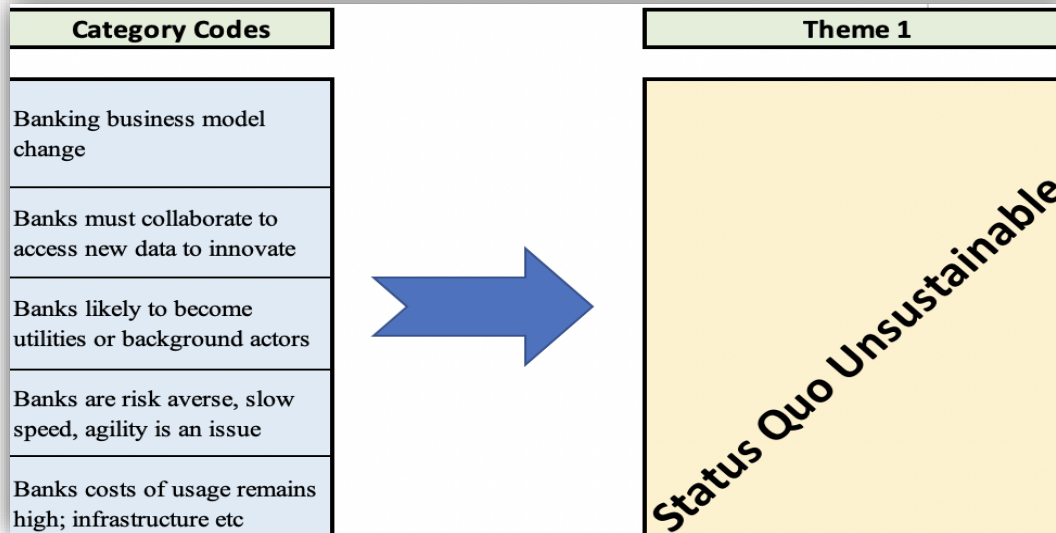 Category Codes
Theme 1
Banking business model
change
Banks must collaborate to
access new data to innovate
Banks likely to become
utilities or background actors
Banks are risk averse, slow
speed, agility is an issue
Banks costs of usage remains
high; infrastructure etc
Status Quo Unsustainable